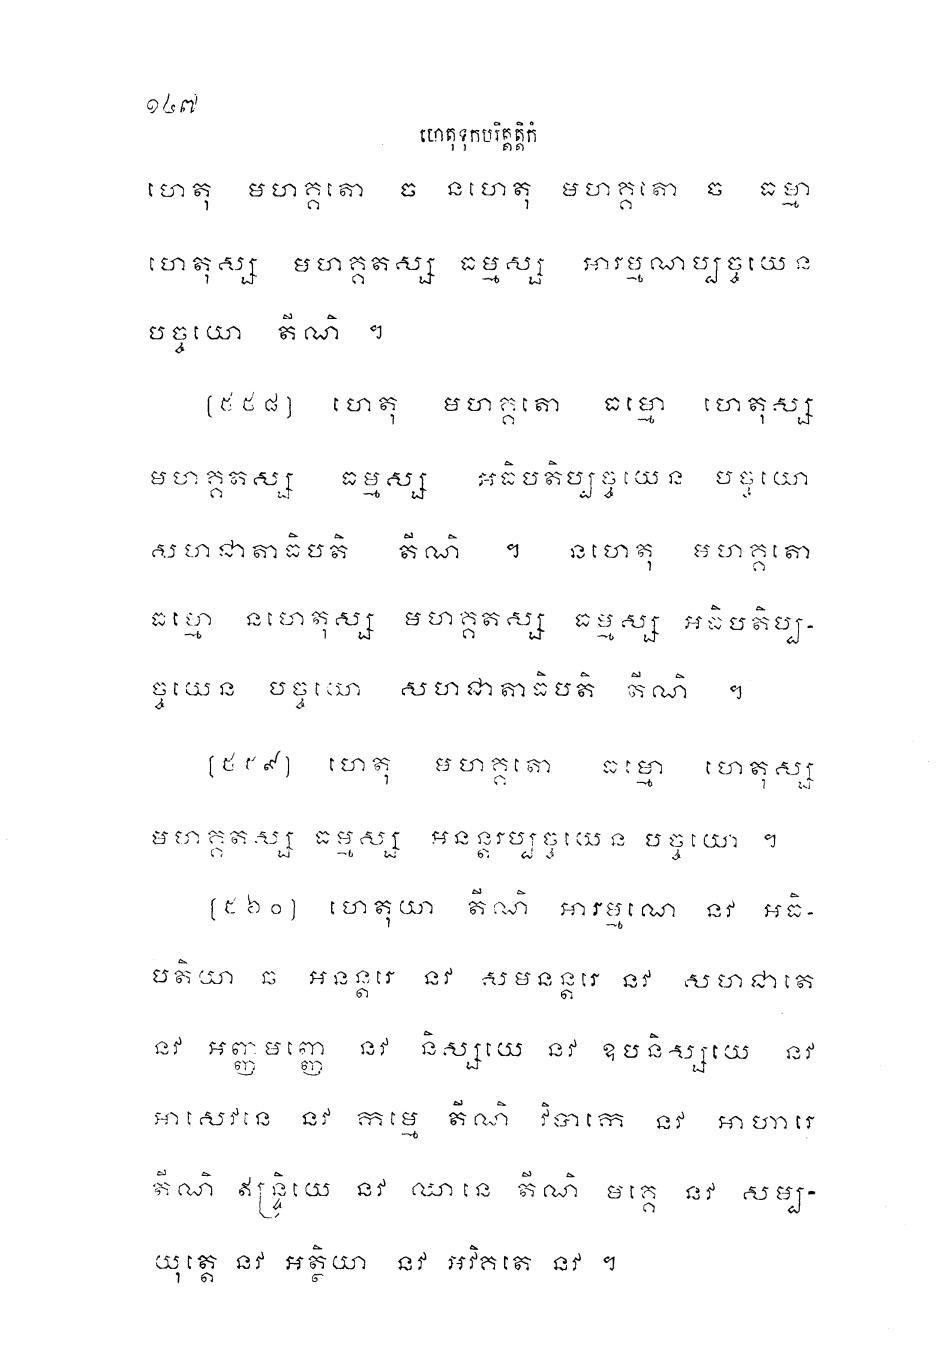 ១៤៧
ហេតុទុកបរិត្តត្តិកំ
ហេតុ មហគ្គតោ ច នហេតុ មហគ្គតោ ច ធម្មា
ហេតុស្ស មហគ្គតស្ស ធម្មស្ស អារម្មណប្បច្ចយេន
បច្ចយោ តីណិ ។
(៥៥៨) ហេតុ មហគ្គតោ ធម្មោ ហេតុស្ស
មហគ្គតស្ស ធម្មស្ស អធិបតិប្បច្ចយេន បច្ចយោ
សហជាតាធិបតិ តីណិ ។ នហេតុ មហគ្គតោ
ធម្មោ នហេតុស្ស មហគ្គតស្ស ធម្មស្ស អធិបតិប្ប-
ច្ចយេន បច្ចយោ សហជាតាធិបតិ តីណិ ។
(៥៥៩) ហេតុ មហគ្គតោ ធម្មោ ហេតុស្ស
មហគ្គតស្ស ធម្មស្ស អនន្តរប្បច្ចយេន បច្ចយោ ។
(៥៦០) ហេតុយា តីណិ អារម្មណេ នវ អធិ-
បតិយា ឆ អនន្តរេ នវ សមនន្តរេ នវ សហជាតេ
នវ អញ្ញមញ្ញេ នវ និស្សយេ នវ ឧបនិស្សយេ នវ
អាសេវនេ នវ កម្មេ តីណិ វិបាកេ នវ អាហារេ
តីណិ ឥន្ទ្រិយេ នវ ឈានេ តីណិ មគ្គេ នវ សម្ប-
យុត្តេ នវ អត្ថិយា នវ អវិគតេ នវ ។